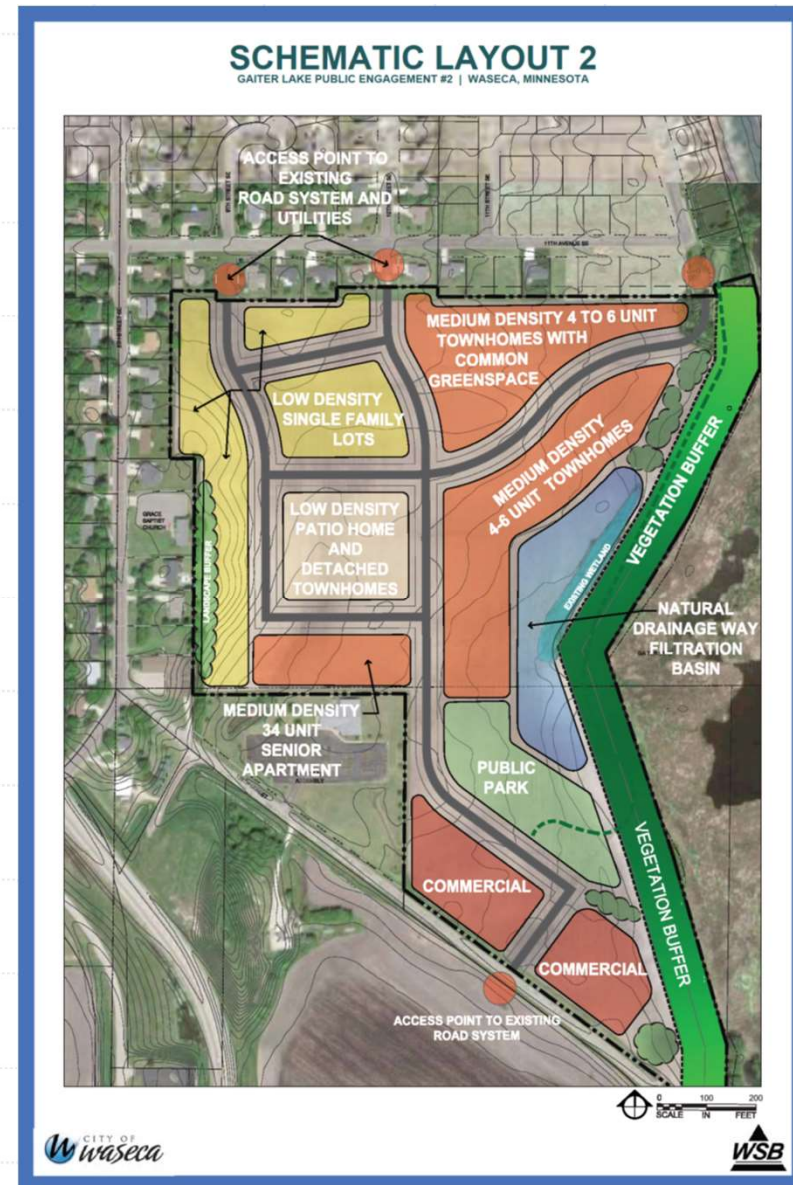 SCHEMATIC LAYOUT 2
GAITER LAKE PUBLIC ENGAGEMENT #2 | WASECA, MINNESOTA
ACCESS POINT TO
EXISTING
ROAD SYSTEM AND
UTILITIES
11TH AVENUE SE
MEDIUM DENSITY 4 TO 6 UNIT
TOWNHOMES WITH
COMMON
GREENSPACE
LOW DENSITY
SINGLE FAMILY
LOTS
MEDIUM DENSITY
4-6 UNIT TOWNHOMES
VEGETATION BUFFER
GRACE
BAPTIST
CHURCH
LANDSCAPE BUFFER
LOW DENSITY
PATIO HOME
AND
DETACHED
TOWNHOMES
EXISTING WETLAND
NATURAL
DRAINAGE WAY
FILTRATION
BASIN
MEDIUM DENSITY
34 UNIT
SENIOR
APARTMENT
PUBLIC
PARK
COMMERCIAL
VEGETATION BUFFER
COMMERCIAL
ACCESS POINT TO EXISTING
ROAD SYSTEM
0 100 200
SCALE IN FEET
CITY OF
waseca
WSB